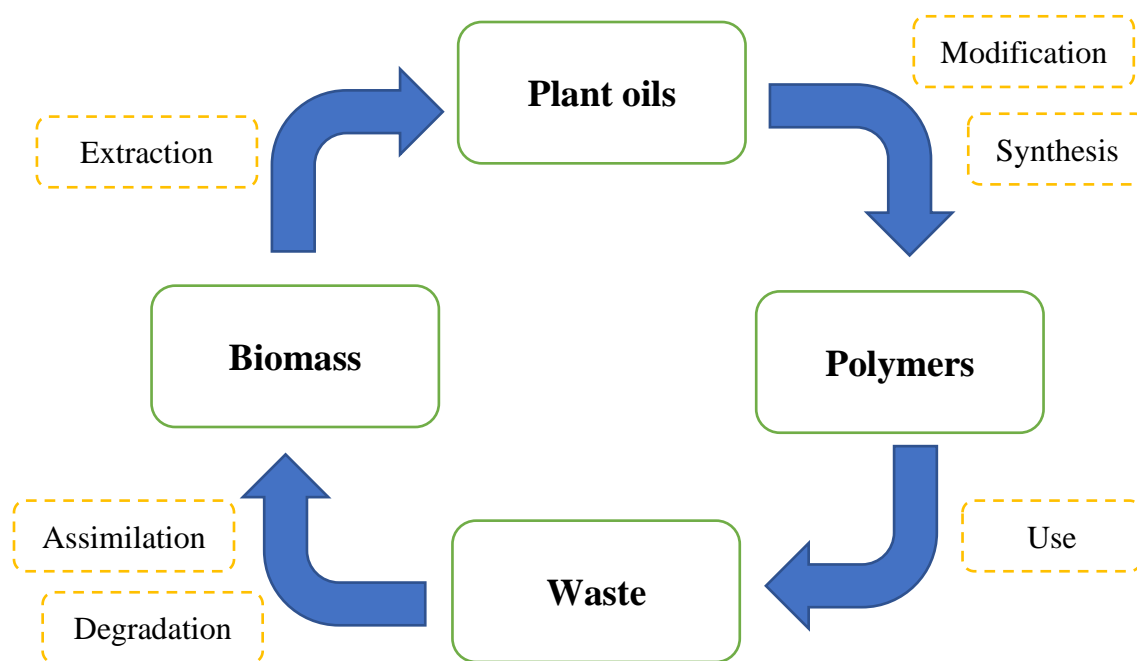 Plant oils
Modification
Synthesis
Extraction
Biomass
Polymers
Assimilation
Degradation
Waste
Use